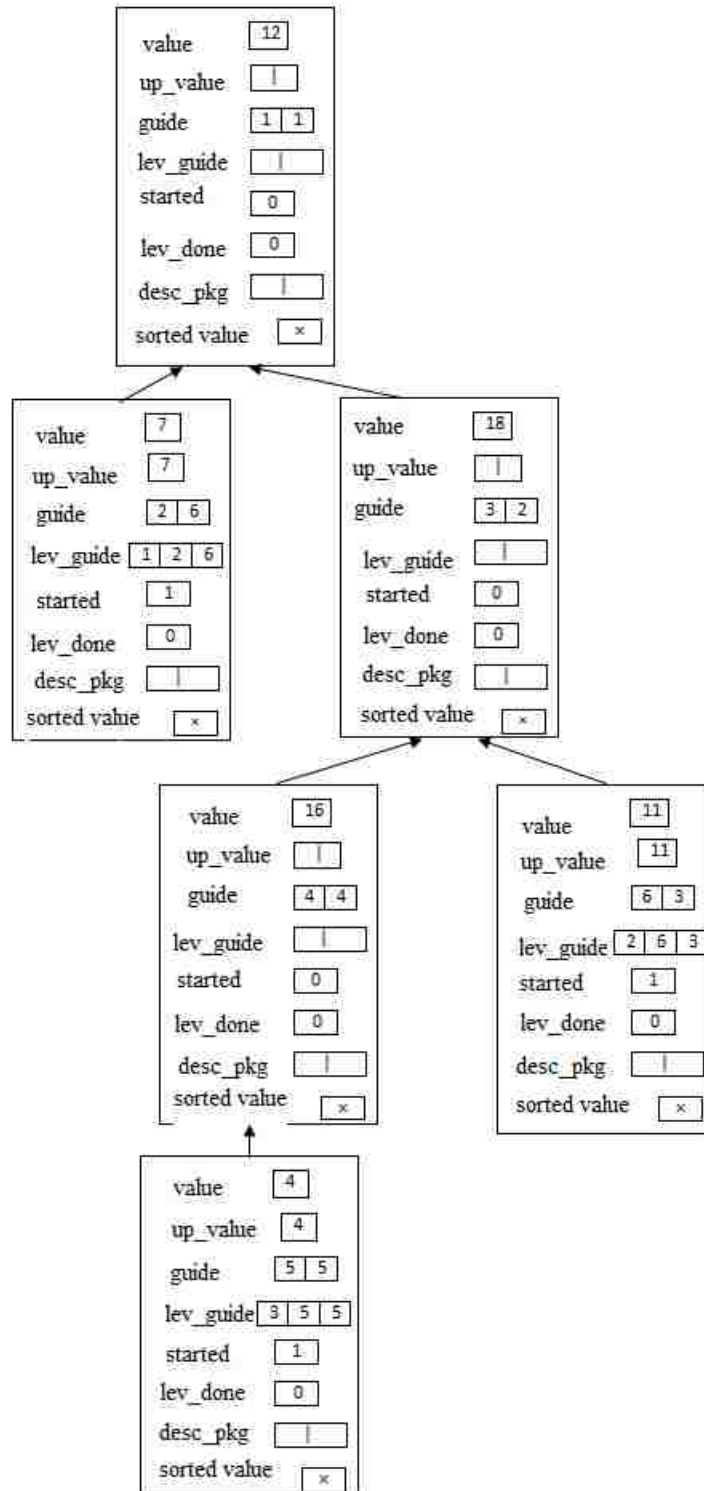 value 12
up_value |
guide 1 1
lev_guide |
started 0
lev_done 0
desc_pkg |
sorted value ×
value 7
up_value 7
guide 2 6
lev_guide 1 2 6
started 1
lev_done 0
desc_pkg |
sorted value ×
value 18
up_value |
guide 3 2
lev_guide |
started 0
lev_done 0
desc_pkg |
sorted value ×
value 16
up_value |
guide 4 4
lev_guide |
started 0
lev_done 0
desc_pkg |
sorted value ×
value 11
up_value 11
guide 6 3
lev_guide 2 6 3
started 1
lev_done 0
desc_pkg |
sorted value ×
value 4
up_value 4
guide 5 5
lev_guide 3 5 5
started 1
lev_done 0
desc_pkg |
sorted value ×